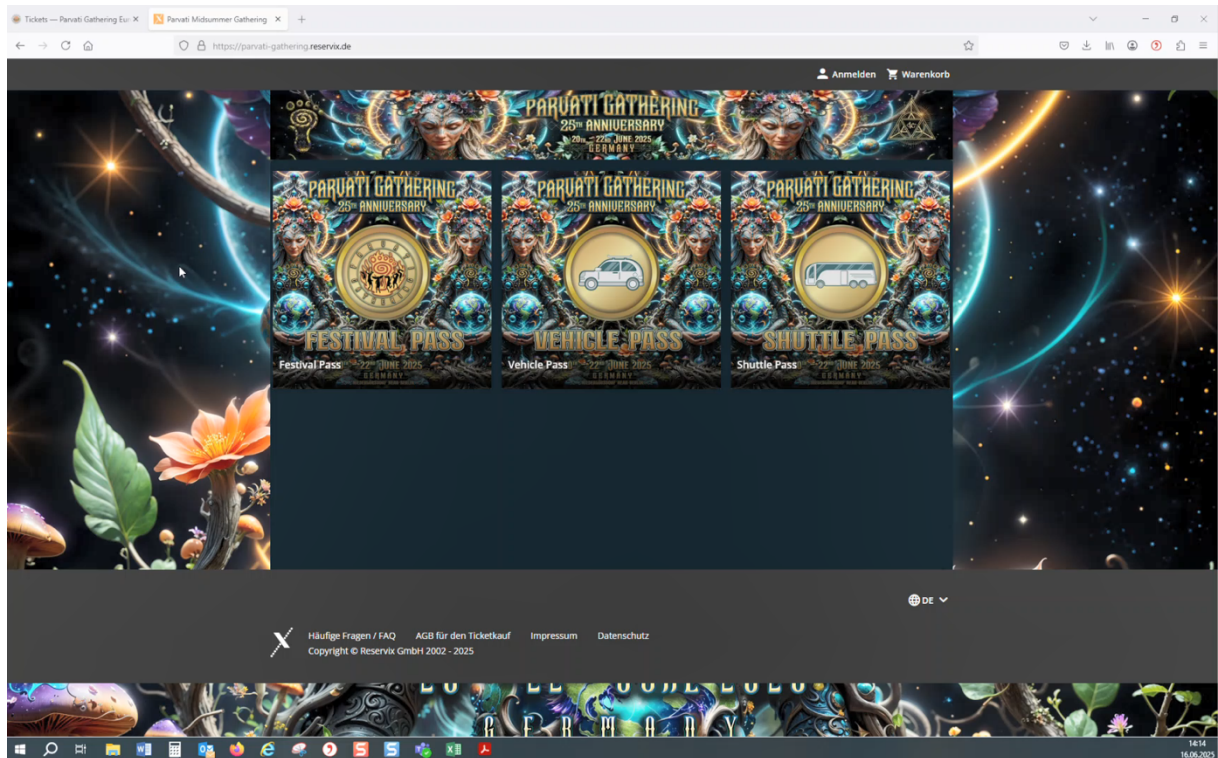 Tickets — Parvati Gathering Eur
Parvati Midsummer Gathering
https://parvati-gathering.reservix.de
Anmelden Warenkorb
PARVATI GATHERING
25TH ANNIVERSARY
20TH - 22ND JUNE 2025
GERMANY
PARVATI GATHERING
25TH ANNIVERSARY
FESTIVAL PASS
Festival Pass
22ND JUNE 2025
GERMANY
PARVATI GATHERING
25TH ANNIVERSARY
VEHICLE PASS
Vehicle Pass
22ND JUNE 2025
GERMANY
PARVATI GATHERING
25TH ANNIVERSARY
SHUTTLE PASS
Shuttle Pass
22ND JUNE 2025
GERMANY
DE
Häufige Fragen / FAQ AGB für den Ticketkauf Impressum Datenschutz
Copyright © Reservix GmbH 2002 - 2025
GERMANY
14:14
16.06.2025